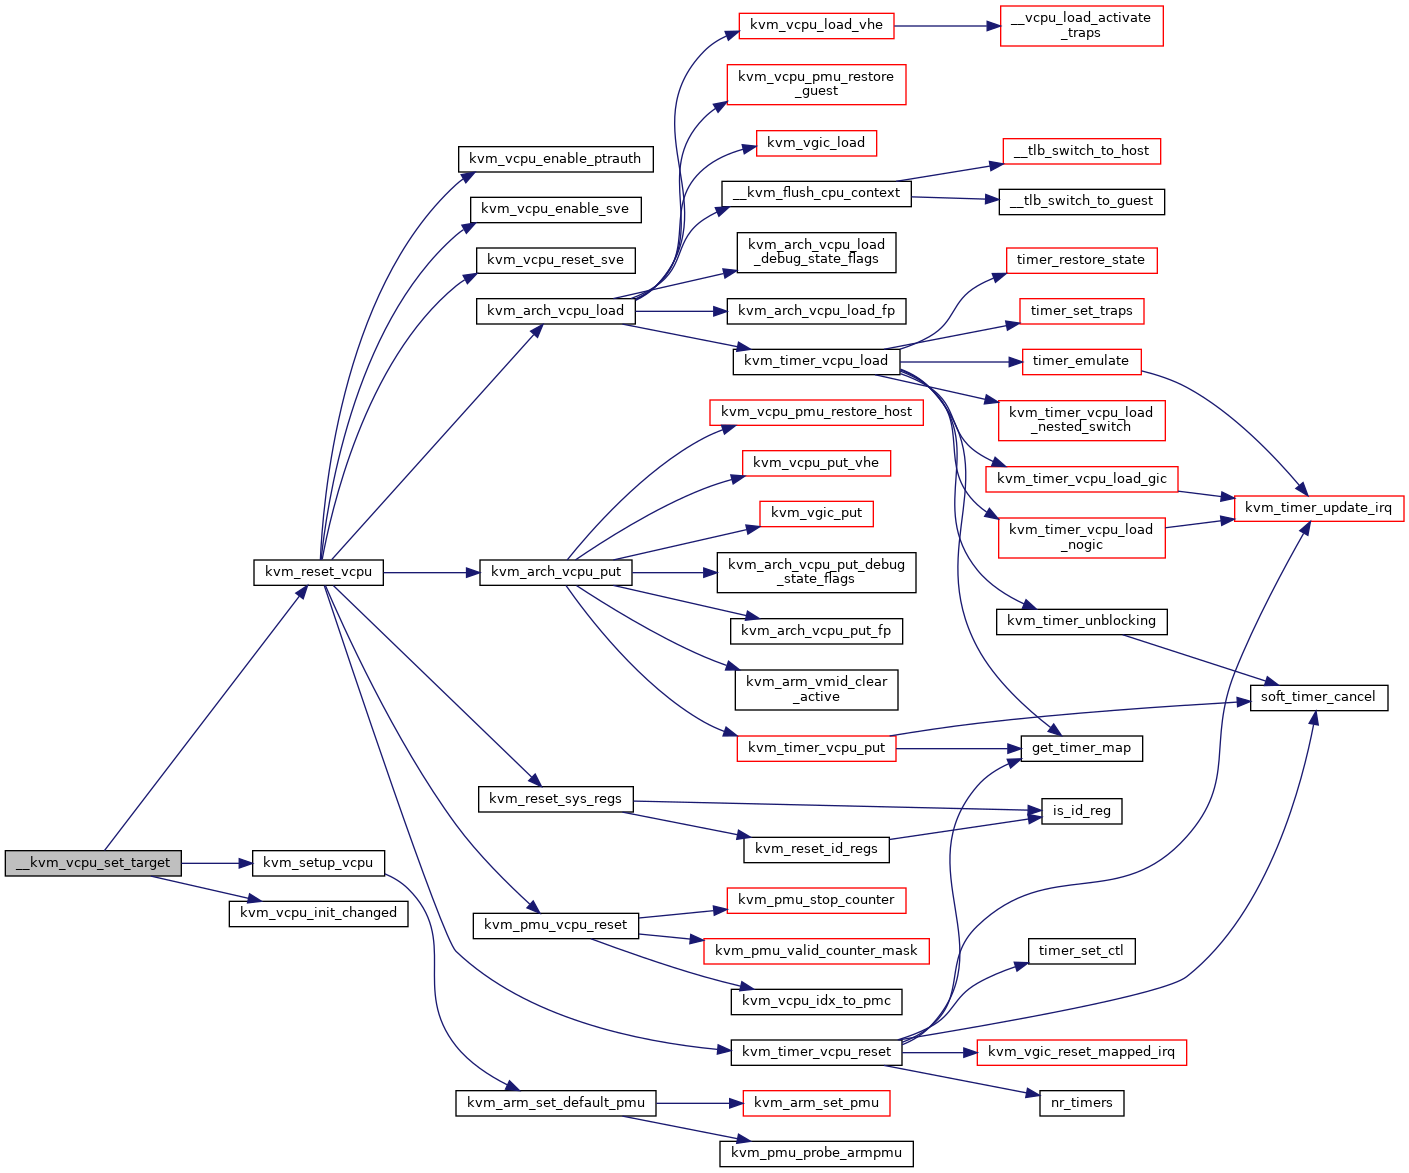 kvm_vcpu_load_vhe
__vcpu_load_activate
_traps
kvm_vcpu_pmu_restore
_guest
kvm_vgic_load
__tlb_switch_to_host
kvm_vcpu_enable_ptrauth
__kvm_flush_cpu_context
__tlb_switch_to_guest
kvm_vcpu_enable_sve
kvm_arch_vcpu_load
_debug_state_flags
kvm_vcpu_reset_sve
timer_restore_state
kvm_arch_vcpu_load
kvm_arch_vcpu_load_fp
timer_set_traps
kvm_timer_vcpu_load
timer_emulate
kvm_vcpu_pmu_restore_host
kvm_timer_vcpu_load
_nested_switch
kvm_vcpu_put_vhe
kvm_timer_vcpu_load_gic
kvm_vgic_put
kvm_timer_update_irq
kvm_timer_vcpu_load
_nogic
kvm_reset_vcpu
kvm_arch_vcpu_put
kvm_arch_vcpu_put_debug
_state_flags
kvm_arch_vcpu_put_fp
kvm_timer_unblocking
kvm_arm_vmid_clear
_active
soft_timer_cancel
kvm_timer_vcpu_put
get_timer_map
kvm_reset_sys_regs
is_id_reg
kvm_reset_id_regs
__kvm_vcpu_set_target
kvm_setup_vcpu
kvm_vcpu_init_changed
kvm_pmu_stop_counter
kvm_pmu_vcpu_reset
kvm_pmu_valid_counter_mask
timer_set_ctl
kvm_vcpu_idx_to_pmc
kvm_timer_vcpu_reset
kvm_vgic_reset_mapped_irq
kvm_arm_set_default_pmu
kvm_arm_set_pmu
nr_timers
kvm_pmu_probe_armpmu